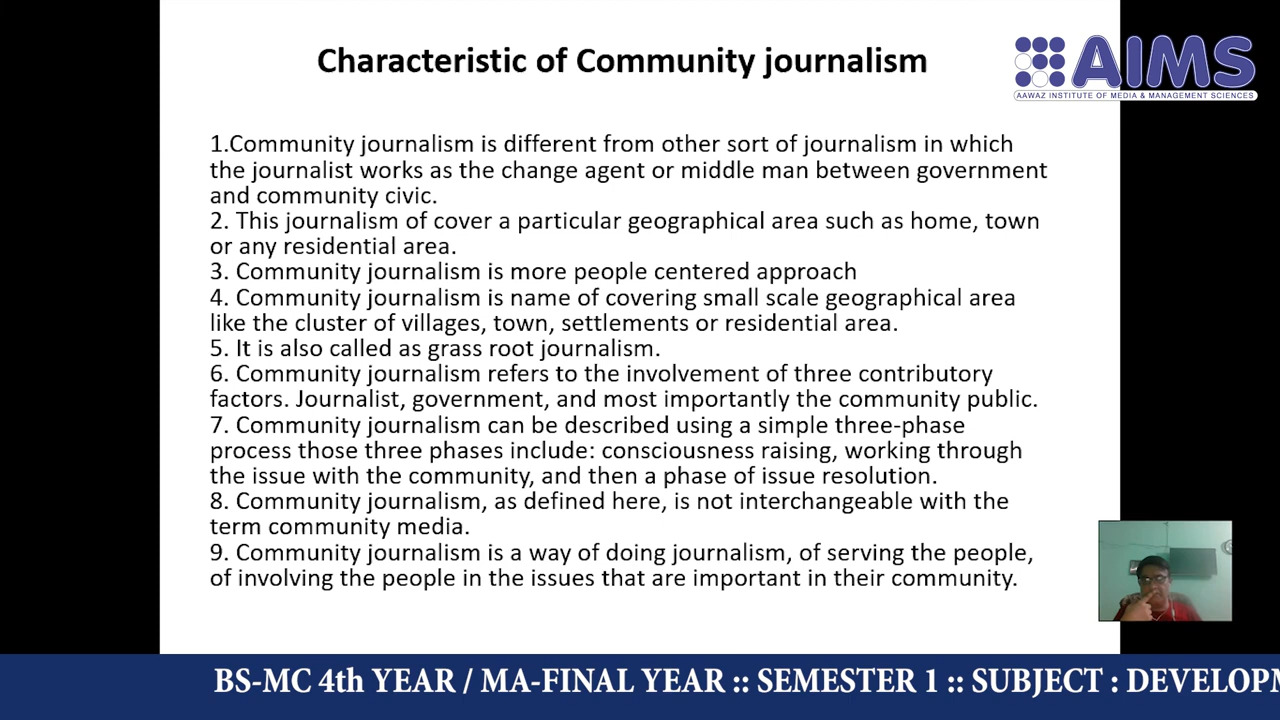 Characteristic of Community journalism
AIMS
AAWAZ INSTITUTE OF MEDIA & MANAGEMENT SCIENCES
1.Community journalism is different from other sort of journalism in which
the journalist works as the change agent or middle man between government
and community civic.
2. This journalism of cover a particular geographical area such as home, town
or any residential area.
3. Community journalism is more people centered approach
4. Community journalism is name of covering small scale geographical area
like the cluster of villages, town, settlements or residential area.
5. It is also called as grass root journalism.
6. Community journalism refers to the involvement of three contributory
factors. Journalist, government, and most importantly the community public.
7. Community journalism can be described using a simple three-phase
process those three phases include: consciousness raising, working through
the issue with the community, and then a phase of issue resolution.
8. Community journalism, as defined here, is not interchangeable with the
term community media.
9. Community journalism is a way of doing journalism, of serving the people,
of involving the people in the issues that are important in their community.
BS-MC 4th YEAR / MA-FINAL YEAR :: SEMESTER 1 :: SUBJECT : DEVELOPM